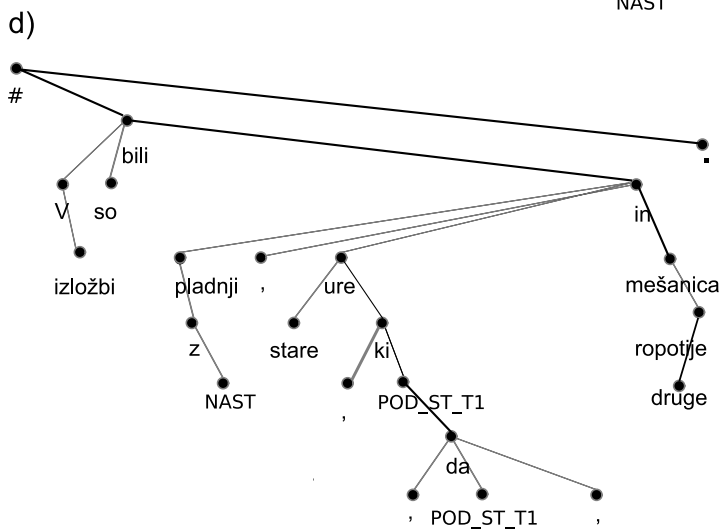 NAST
d)
#
bili
.
V so
in
izložbi
pladnji , ure
mešanica
z stare ki
ropotije
NAST , POD_ST_T1
druge
da
, POD_ST_T1 ,